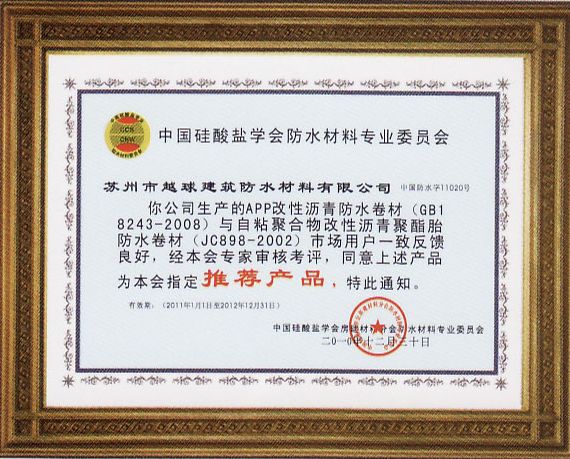 CCS
CNW
中国硅酸盐学会防水材料专业委员会
苏州市越球建筑防水材料有限公司 中国防水字11020号
你公司生产的APP改性沥青防水卷材（GB1
8243-2008）与自粘聚合物改性沥青聚酯胎
防水卷材（JC898-2002）市场用户一致反馈
良好，经本会专家审核考评，同意上述产品
为本会指定推荐产品，特此通知。
有效期：（2011年1月1日至2012年12月31日）
中国硅酸盐学会房建材料分会防水材料专业委员会
二〇一〇年十二月三十日